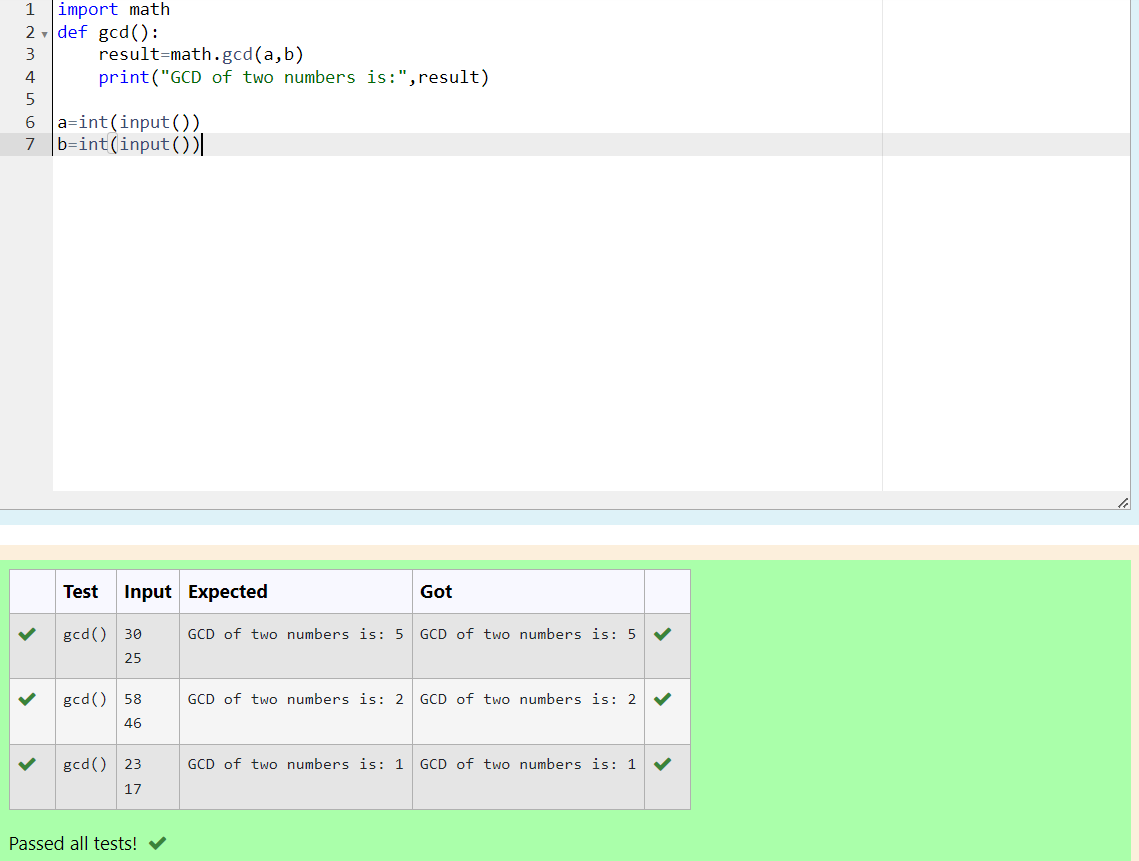 1 import math
2 def gcd():
3     result=math.gcd(a,b)
4     print("GCD of two numbers is:",result)
5
6 a=int(input())
7 b=int(input())
Test Input Expected Got
gcd() 30 GCD of two numbers is: 5 GCD of two numbers is: 5
25
gcd() 58 GCD of two numbers is: 2 GCD of two numbers is: 2
46
gcd() 23 GCD of two numbers is: 1 GCD of two numbers is: 1
17
Passed all tests!